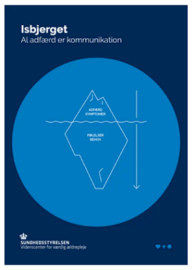 Isbjerget
Al adfærd er kommunikation
ADFÆRD
SYMPTOMER
FØLELSER
BEHOV
SUNDHEDSSTYRELSEN
Videnscenter for værdig ældrepleje